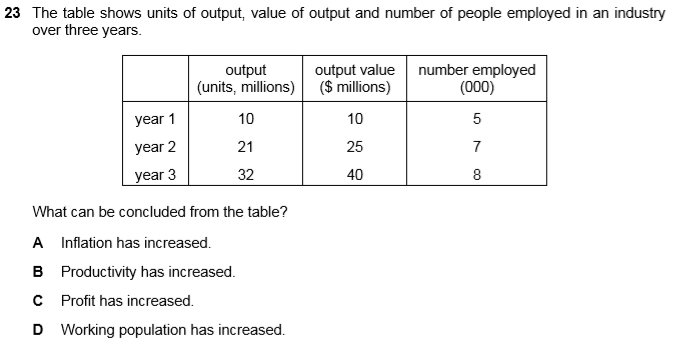 23 The table shows units of output, value of output and number of people employed in an industry
over three years.
output (units, millions) output value ($ millions) number employed (000)
year 1 10 10 5
year 2 21 25 7
year 3 32 40 8
What can be concluded from the table?
A Inflation has increased.
B Productivity has increased.
C Profit has increased.
D Working population has increased.